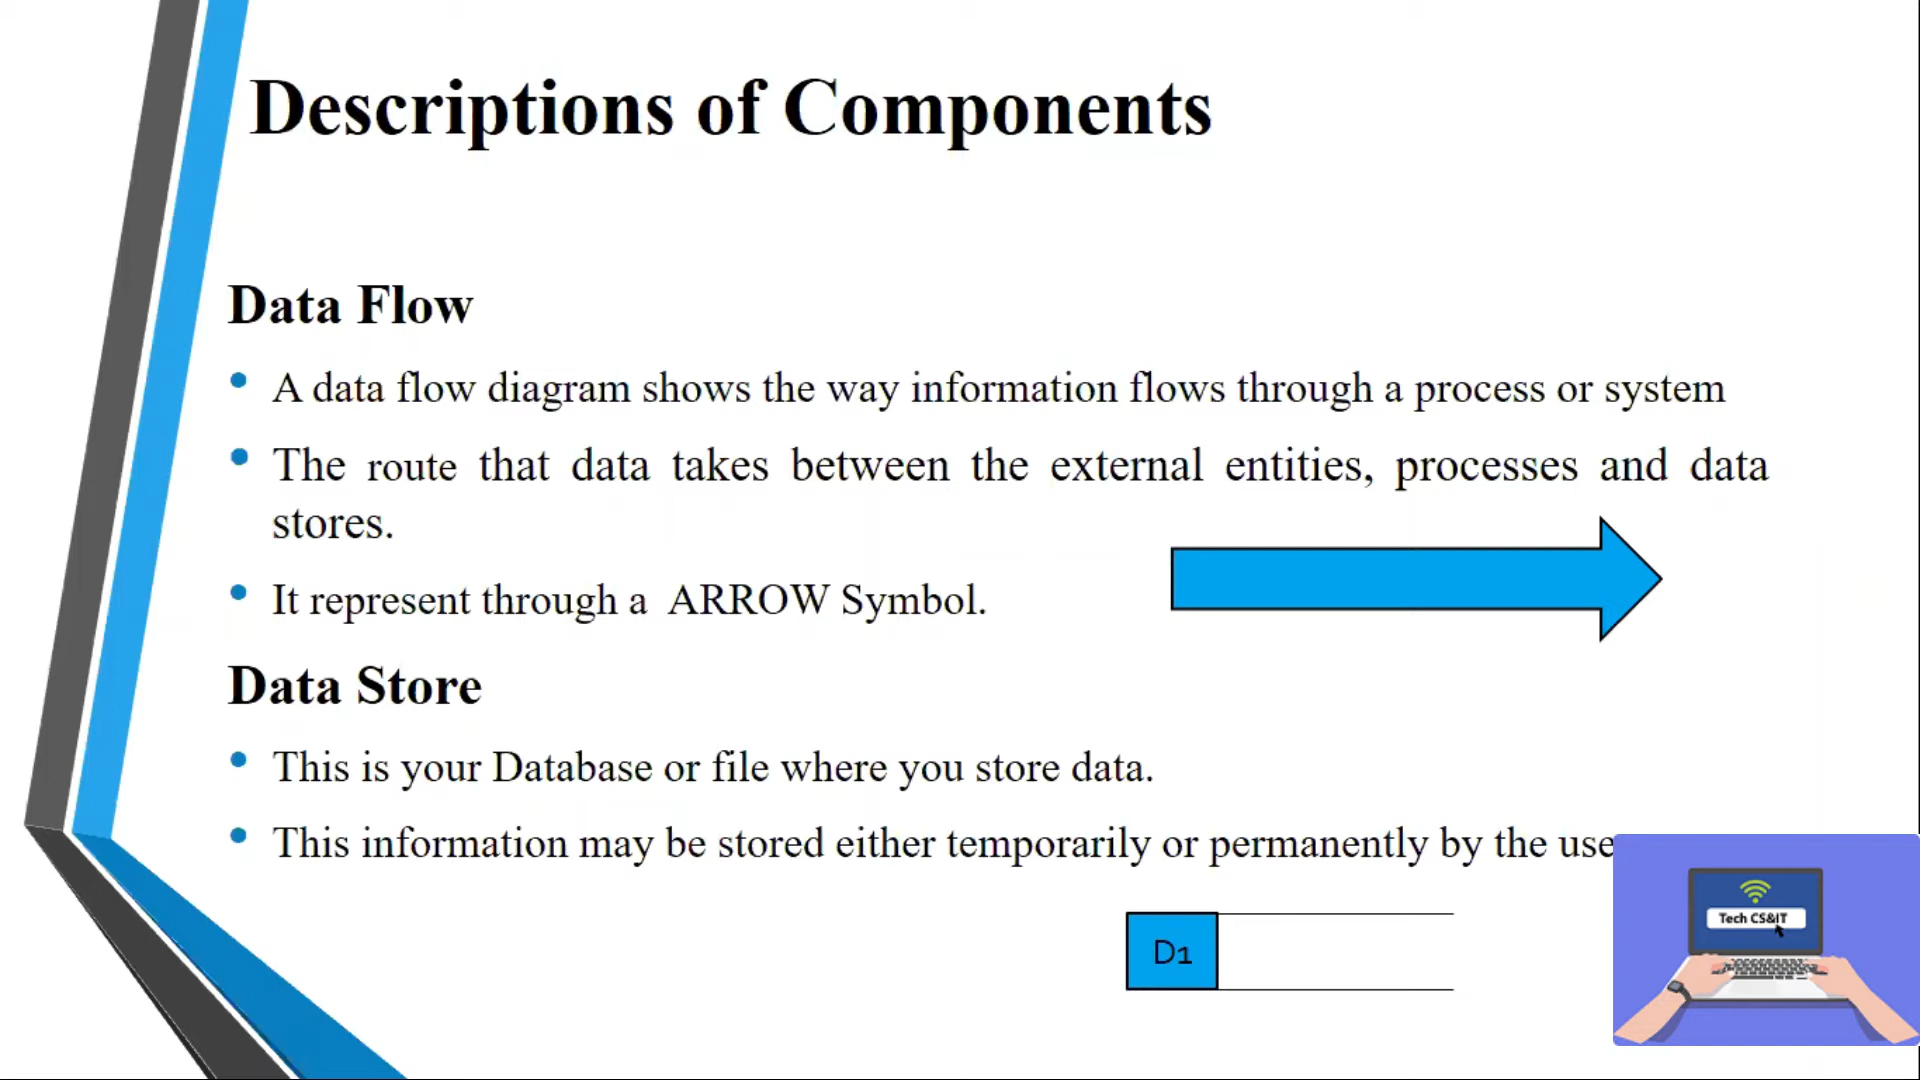 Descriptions of Components
Data Flow
A data flow diagram shows the way information flows through a process or system
The route that data takes between the external entities, processes and data
stores.
It represent through a ARROW Symbol.
Data Store
This is your Database or file where you store data.
This information may be stored either temporarily or permanently by the use
Tech CS&IT
D1